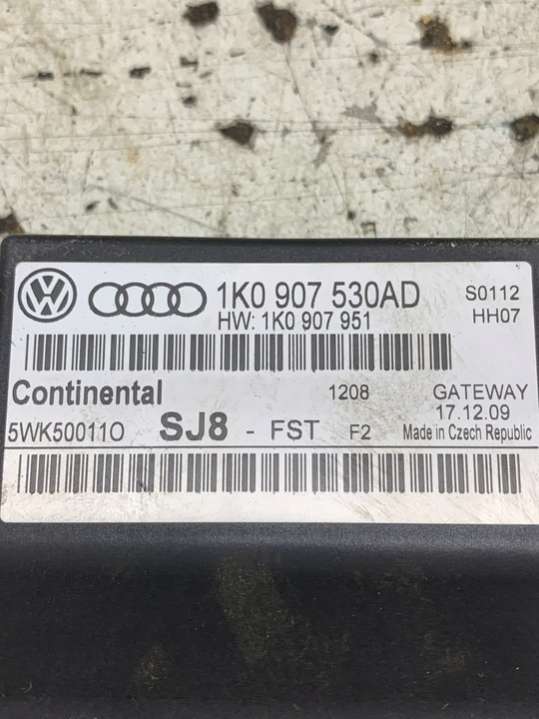 1K0 907 530AD S0112
HW: 1K0 907 951 HH07
Continental 1208 GATEWAY
17.12.09
5WK50011O SJ8 - FST F2 Made in Czech Republic